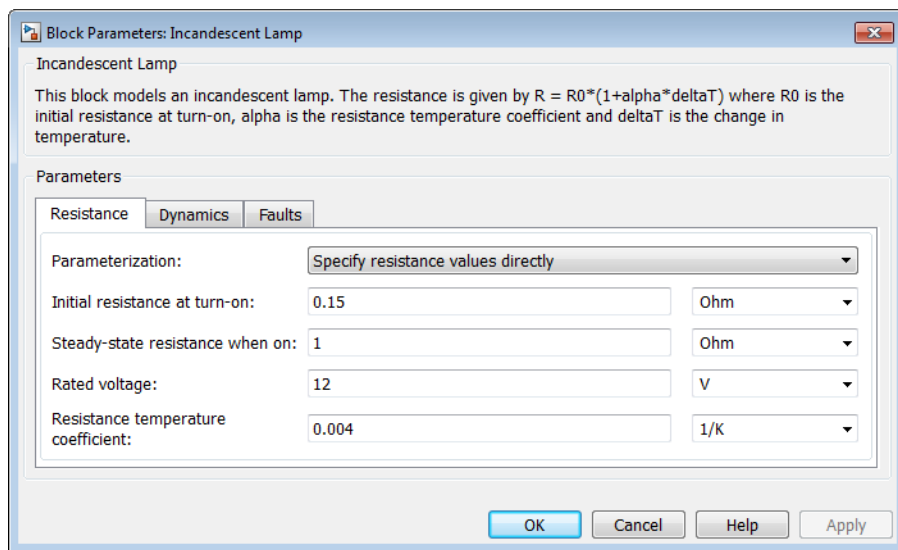 Block Parameters: Incandescent Lamp
Incandescent Lamp
This block models an incandescent lamp. The resistance is given by R = R0*(1+alpha*deltaT) where R0 is the
initial resistance at turn-on, alpha is the resistance temperature coefficient and deltaT is the change in
temperature.
Parameters
Resistance Dynamics Faults
Parameterization: Specify resistance values directly
Initial resistance at turn-on: 0.15 Ohm
Steady-state resistance when on: 1 Ohm
Rated voltage: 12 V
Resistance temperature
coefficient: 0.004 1/K
OK Cancel Help Apply